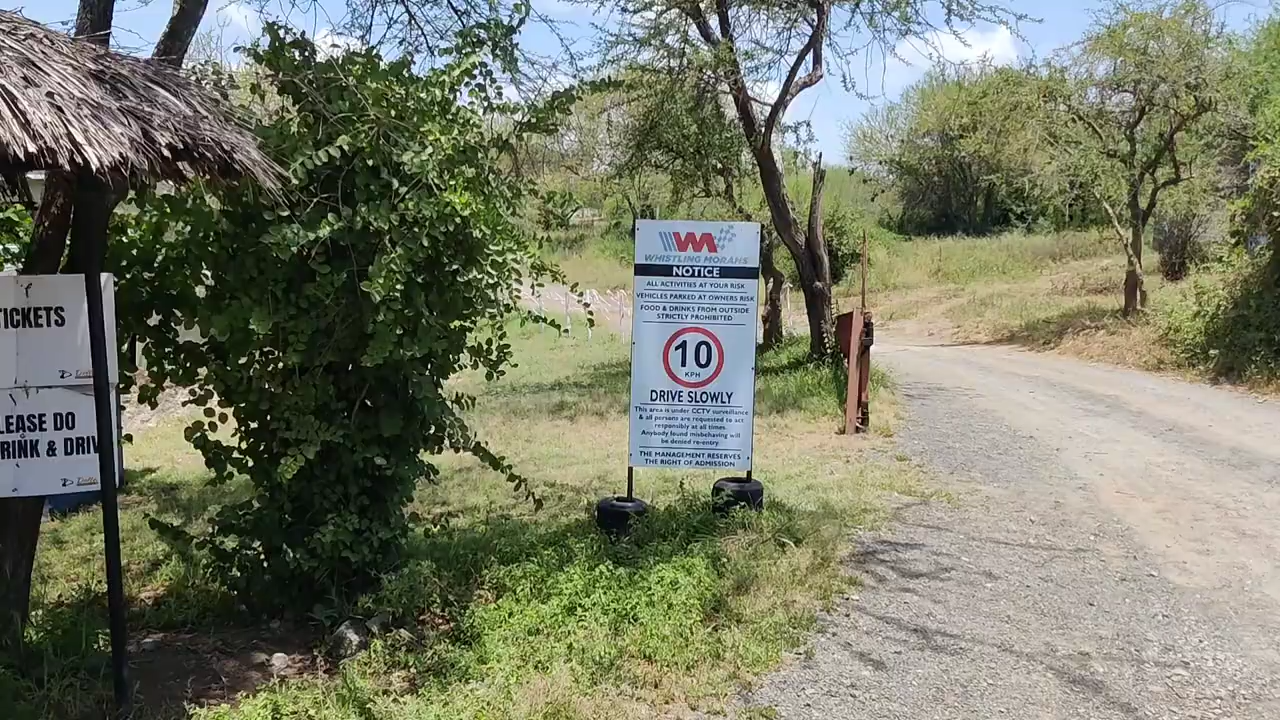 TICKETS
LEASE DO
RINK & DRIV
WM
WHISTLING MORANS
NOTICE
ALL ACTIVITIES AT YOUR RISK
VEHICLES PARKED AT OWNERS RISK
FOOD & DRINKS FROM OUTSIDE
STRICTLY PROHIBITED
10
KPH
DRIVE SLOWLY
This area is under CCTV surveillance
& all persons are requested to act
responsibly at all times.
Anybody found misbehaving will
be denied re-entry.
THE MANAGEMENT RESERVES
THE RIGHT OF ADMISSION